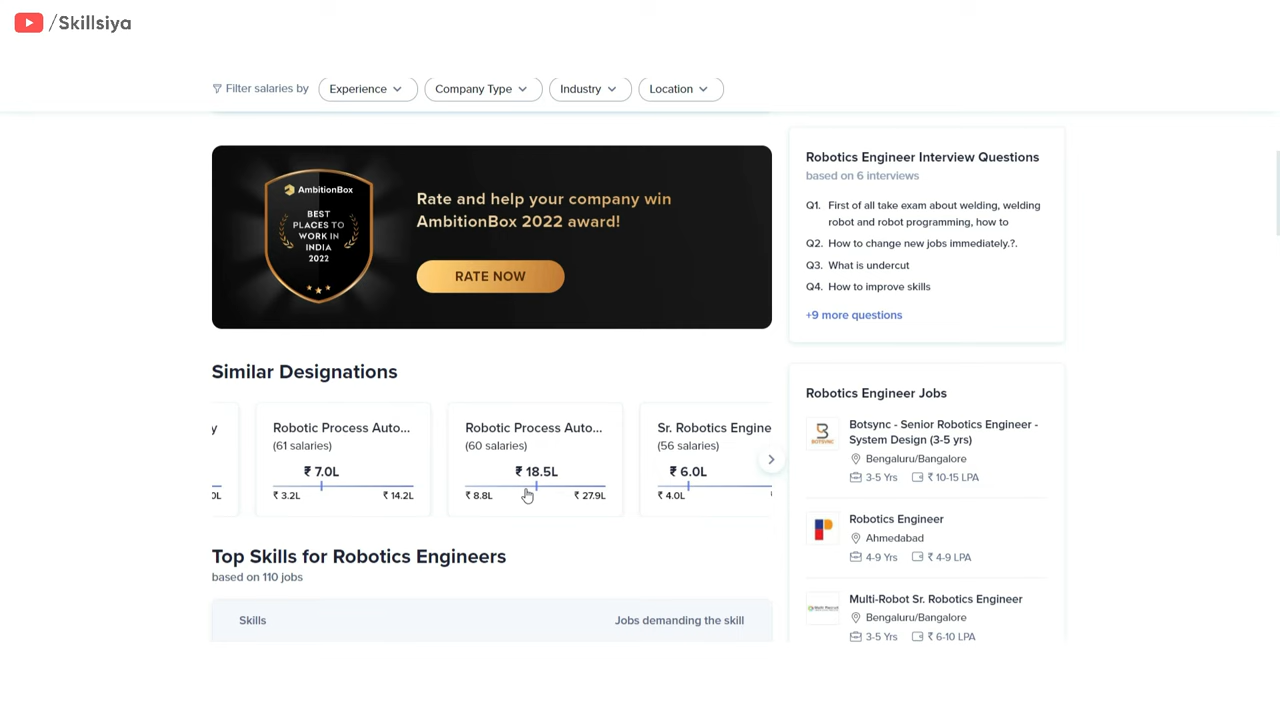 /Skillsiya
Filter salaries by Experience Company Type Industry Location
AmbitionBox
BEST
PLACES TO
WORK IN
INDIA
2022
Rate and help your company win
AmbitionBox 2022 award!
RATE NOW
Similar Designations
y
0L
Robotic Process Auto...
(61 salaries)
₹ 7.0L
₹ 3.2L ₹ 14.2L
Robotic Process Auto...
(60 salaries)
₹ 18.5L
₹ 8.8L ₹ 27.9L
Sr. Robotics Engine
(56 salaries)
₹ 6.0L
₹ 4.0L
Top Skills for Robotics Engineers
based on 110 jobs
Skills Jobs demanding the skill
Robotics Engineer Interview Questions
based on 6 interviews
Q1. First of all take exam about welding, welding
robot and robot programming, how to
Q2. How to change new jobs immediately.?.
Q3. What is undercut
Q4. How to improve skills
+9 more questions
Robotics Engineer Jobs
BOTSYNC
Botsync - Senior Robotics Engineer -
System Design (3-5 yrs)
Bengaluru/Bangalore
3-5 Yrs ₹ 10-15 LPA
Robotics Engineer
Ahmedabad
4-9 Yrs ₹ 4-9 LPA
Multi-Robot Sr. Robotics Engineer
Bengaluru/Bangalore
3-5 Yrs ₹ 6-10 LPA